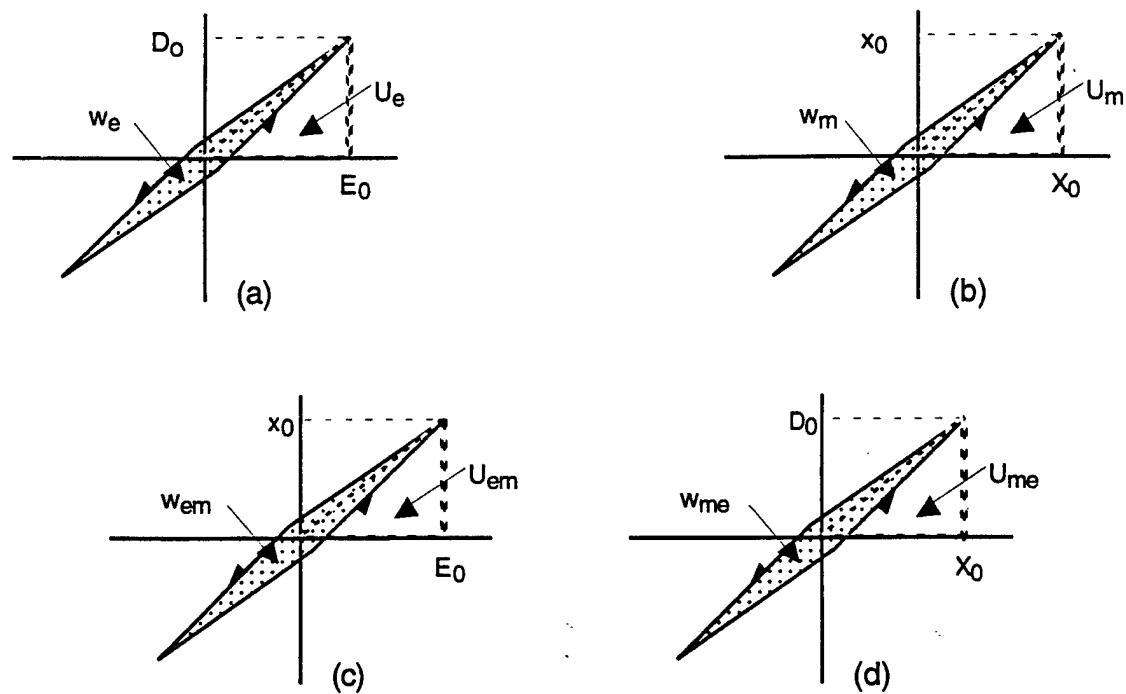 D₀
wₑ
Uₑ
E₀
(a)
x₀
wₘ
Uₘ
X₀
(b)
x₀
wₑₘ
Uₑₘ
E₀
(c)
D₀
wₘₑ
Uₘₑ
X₀
(d)